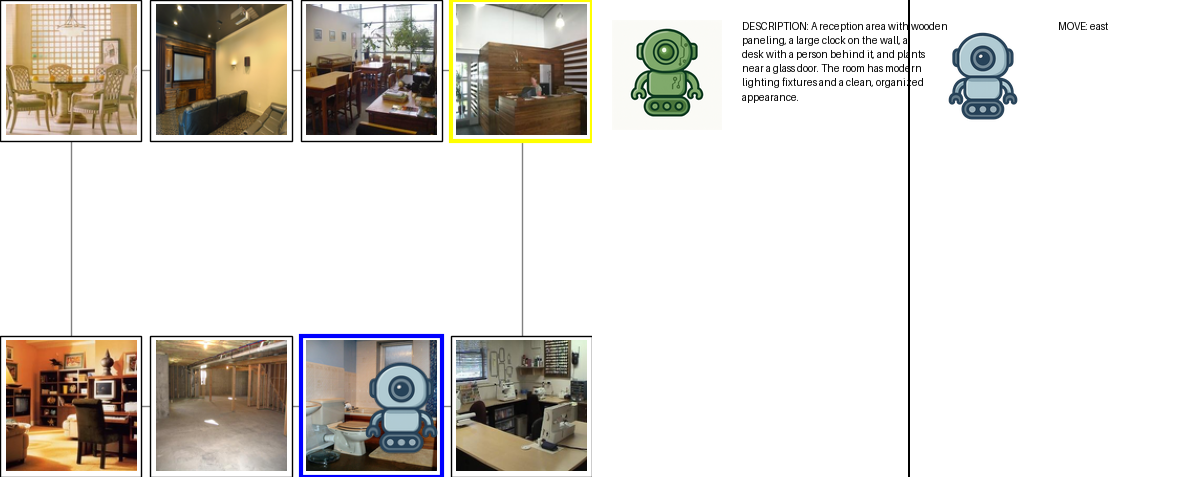 DESCRIPTION: A reception area with wooden
paneling, a large clock on the wall, a
desk with a person behind it, and plants
near a glass door. The room has modern
lighting fixtures and a clean, organized
appearance.
MOVE: east